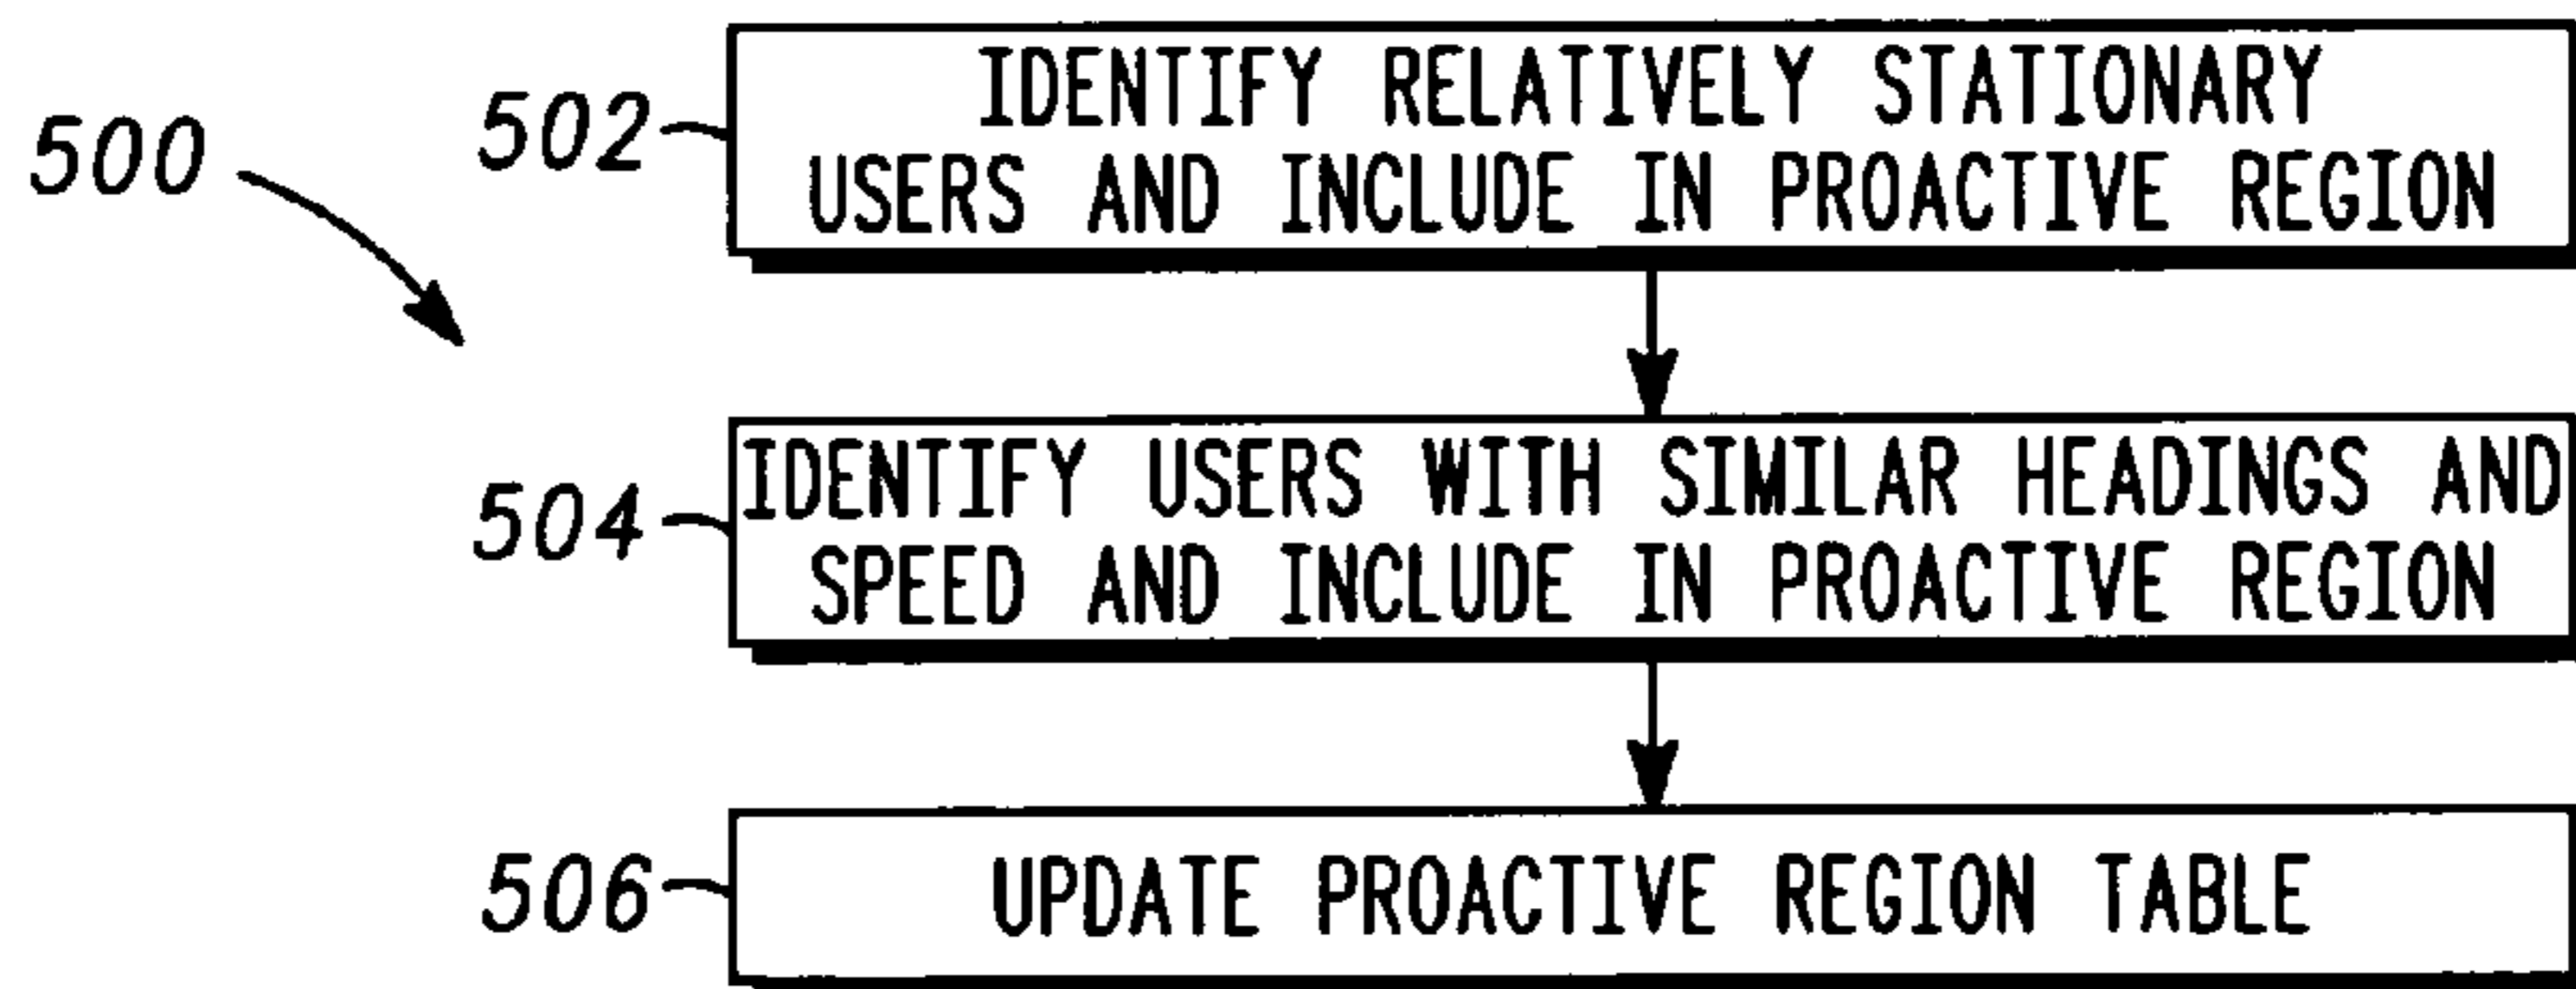 500
502
IDENTIFY RELATIVELY STATIONARY
USERS AND INCLUDE IN PROACTIVE REGION
504
IDENTIFY USERS WITH SIMILAR HEADINGS AND
SPEED AND INCLUDE IN PROACTIVE REGION
506
UPDATE PROACTIVE REGION TABLE